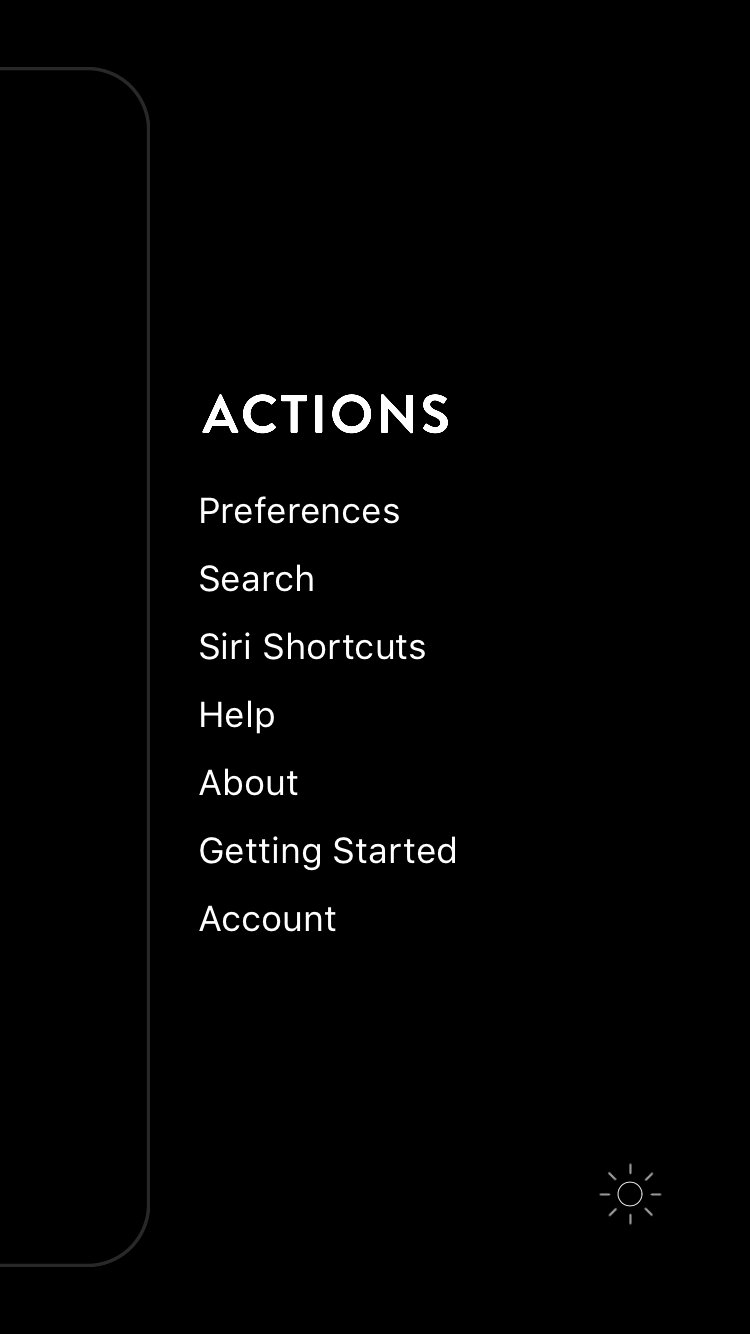 ACTIONS
Preferences
Search
Siri Shortcuts
Help
About
Getting Started
Account